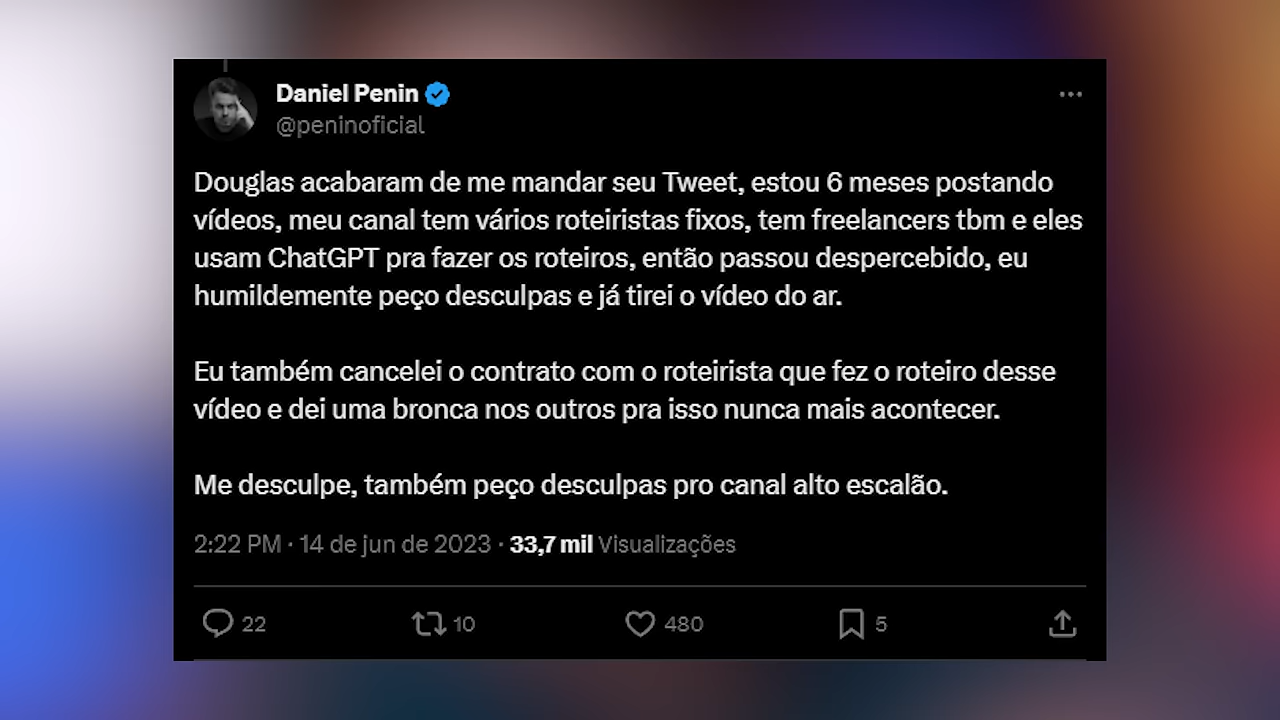 Daniel Penin
@peninoficial
Douglas acabaram de me mandar seu Tweet, estou 6 meses postando
vídeos, meu canal tem vários roteiristas fixos, tem freelancers tbm e eles
usam ChatGPT pra fazer os roteiros, então passou despercebido, eu
humildemente peço desculpas e já tirei o vídeo do ar.
Eu também cancelei o contrato com o roteirista que fez o roteiro desse
vídeo e dei uma bronca nos outros pra isso nunca mais acontecer.
Me desculpe, também peço desculpas pro canal alto escalão.
2:22 PM · 14 de jun de 2023 · 33,7 mil Visualizações
22 10 480 5